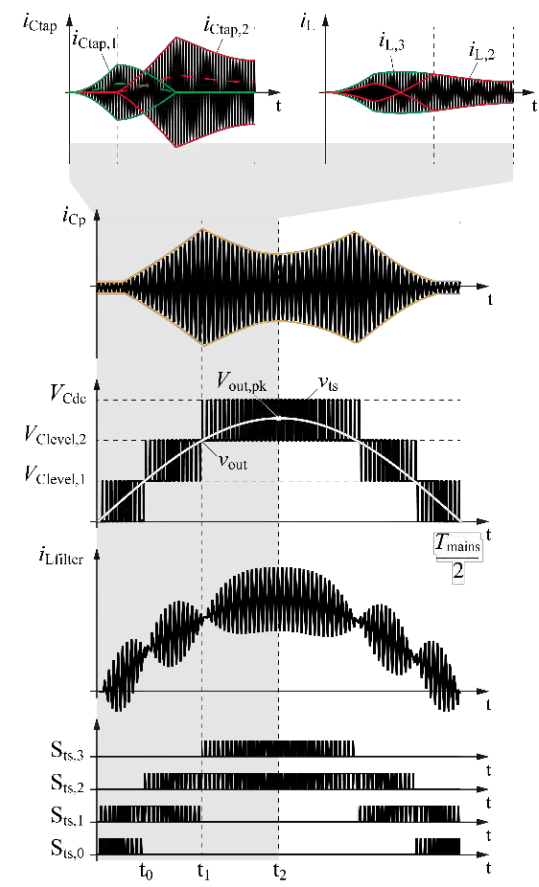 iCtap
iCtap,1
iCtap,2
t
iL
iL,3
iL,2
t
iCp
t
VCdc
Vout,pk
vts
VClevel,2
vout
VClevel,1
t
iLfilter
Tmains
2
t
Sts,3
t
Sts,2
t
Sts,1
t
Sts,0
t
t0
t1
t2